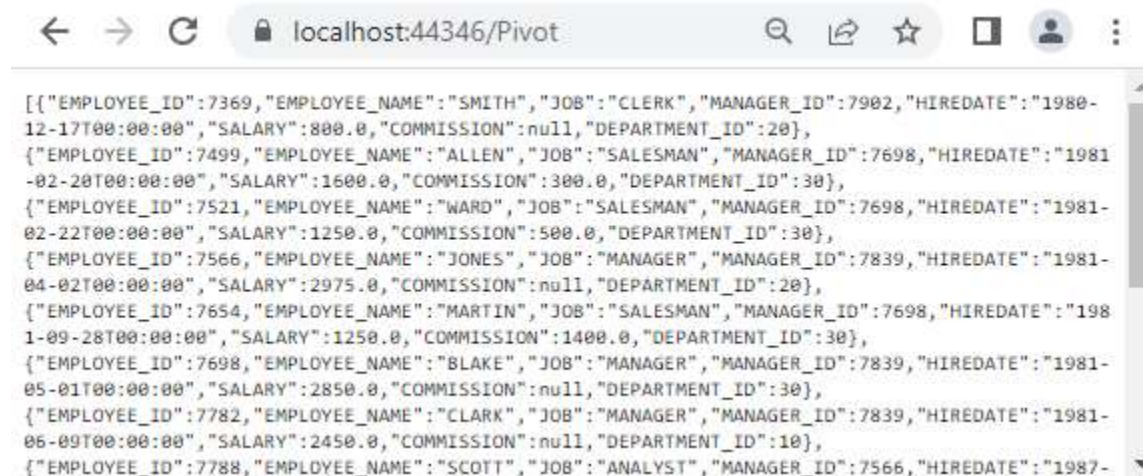 localhost:44346/Pivot
[{"EMPLOYEE_ID":7369,"EMPLOYEE_NAME":"SMITH","JOB":"CLERK","MANAGER_ID":7902,"HIREDATE":"1980-
12-17T00:00:00","SALARY":800.0,"COMMISSION":null,"DEPARTMENT_ID":20},
{"EMPLOYEE_ID":7499,"EMPLOYEE_NAME":"ALLEN","JOB":"SALESMAN","MANAGER_ID":7698,"HIREDATE":"1981
-02-20T00:00:00","SALARY":1600.0,"COMMISSION":300.0,"DEPARTMENT_ID":30},
{"EMPLOYEE_ID":7521,"EMPLOYEE_NAME":"WARD","JOB":"SALESMAN","MANAGER_ID":7698,"HIREDATE":"1981-
02-22T00:00:00","SALARY":1250.0,"COMMISSION":500.0,"DEPARTMENT_ID":30},
{"EMPLOYEE_ID":7566,"EMPLOYEE_NAME":"JONES","JOB":"MANAGER","MANAGER_ID":7839,"HIREDATE":"1981-
04-02T00:00:00","SALARY":2975.0,"COMMISSION":null,"DEPARTMENT_ID":20},
{"EMPLOYEE_ID":7654,"EMPLOYEE_NAME":"MARTIN","JOB":"SALESMAN","MANAGER_ID":7698,"HIREDATE":"198
1-09-28T00:00:00","SALARY":1250.0,"COMMISSION":1400.0,"DEPARTMENT_ID":30},
{"EMPLOYEE_ID":7698,"EMPLOYEE_NAME":"BLAKE","JOB":"MANAGER","MANAGER_ID":7839,"HIREDATE":"1981-
05-01T00:00:00","SALARY":2850.0,"COMMISSION":null,"DEPARTMENT_ID":30},
{"EMPLOYEE_ID":7782,"EMPLOYEE_NAME":"CLARK","JOB":"MANAGER","MANAGER_ID":7839,"HIREDATE":"1981-
06-09T00:00:00","SALARY":2450.0,"COMMISSION":null,"DEPARTMENT_ID":10},
{"EMPLOYEE_ID":7788,"EMPLOYEE_NAME":"SCOTT","JOB":"ANALYST","MANAGER_ID":7566,"HIREDATE":"1987-